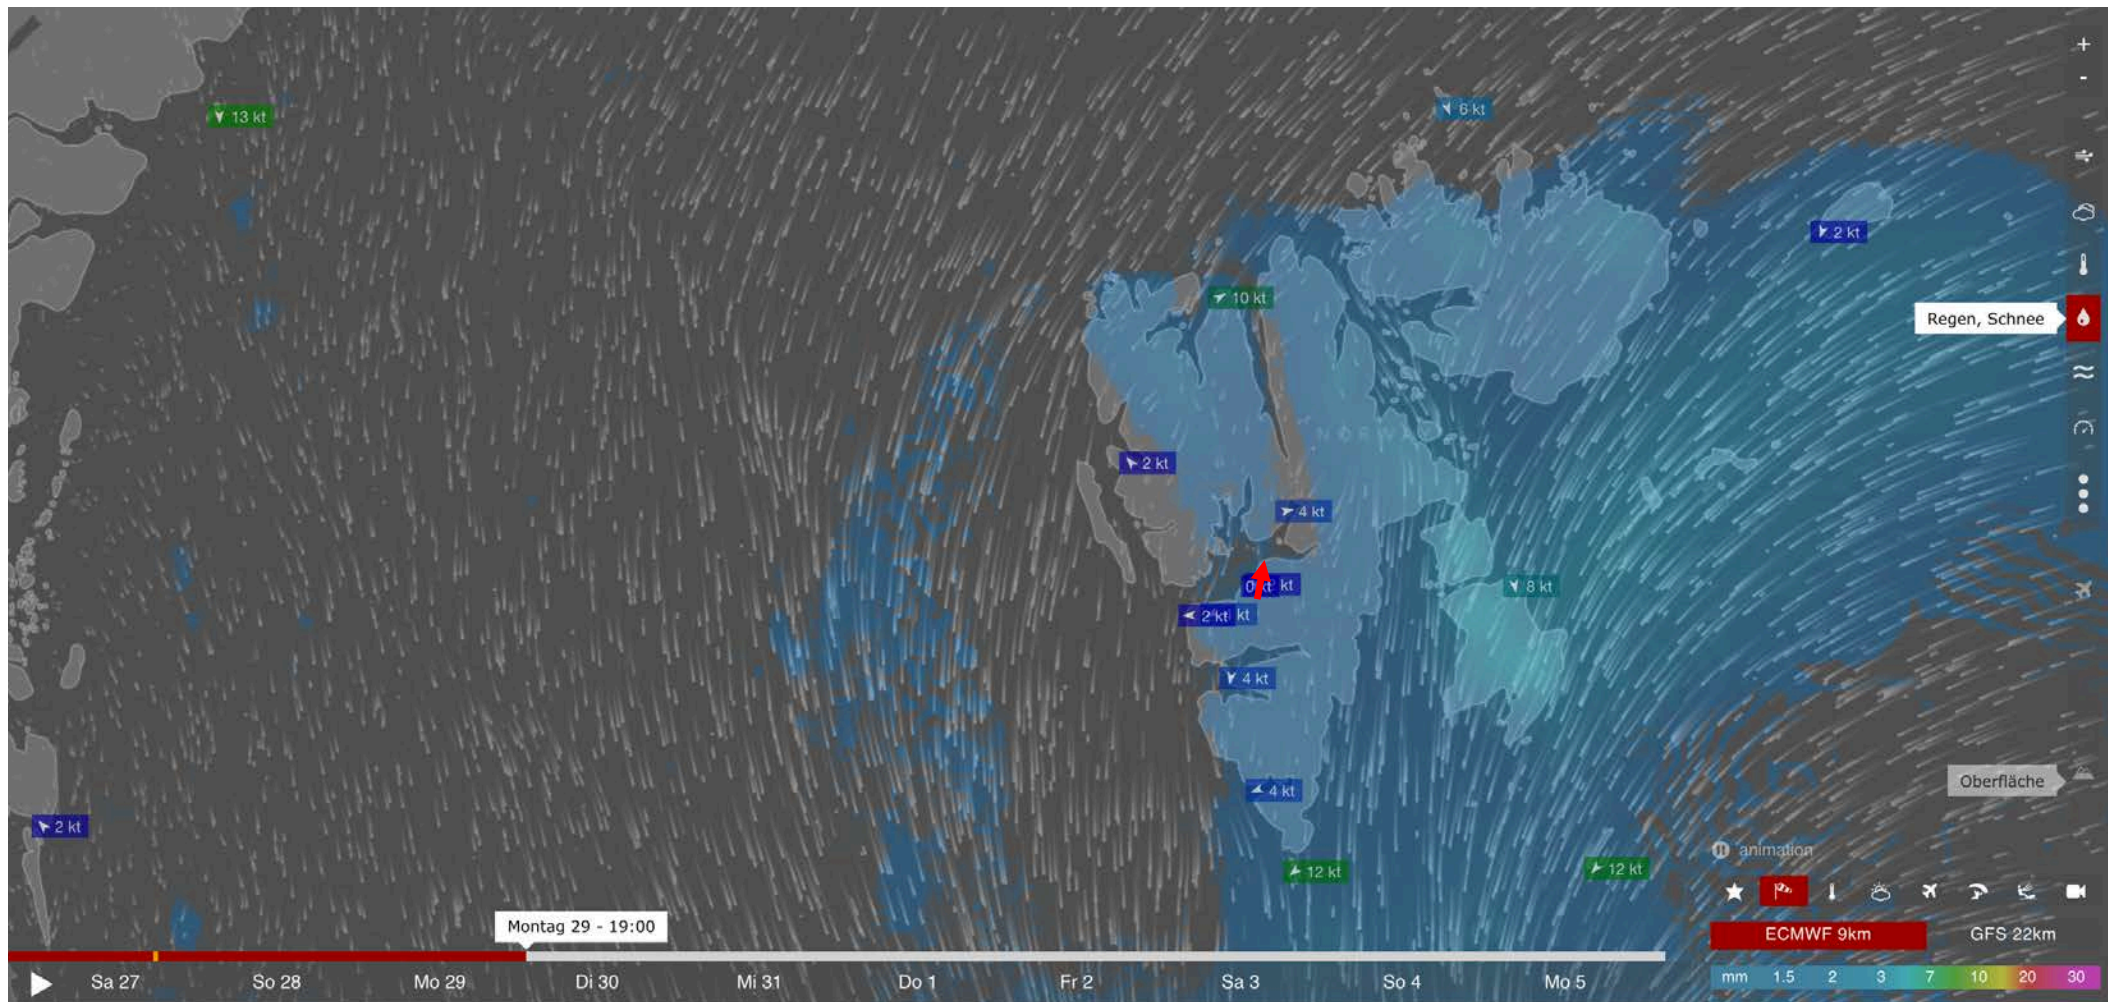 +
13 kt
6 kt
-
2 kt
10 kt
Regen, Schnee
2 kt
4 kt
8 kt
2 kt
4 kt
4 kt
Oberfläche
2 kt
12 kt
12 kt
animation
Montag 29 - 19:00
ECMWF 9km
GFS 22km
Sa 27
So 28
Mo 29
Di 30
Mi 31
Do 1
Fr 2
Sa 3
So 4
Mo 5
mm 1.5 2 3 7 10 20 30